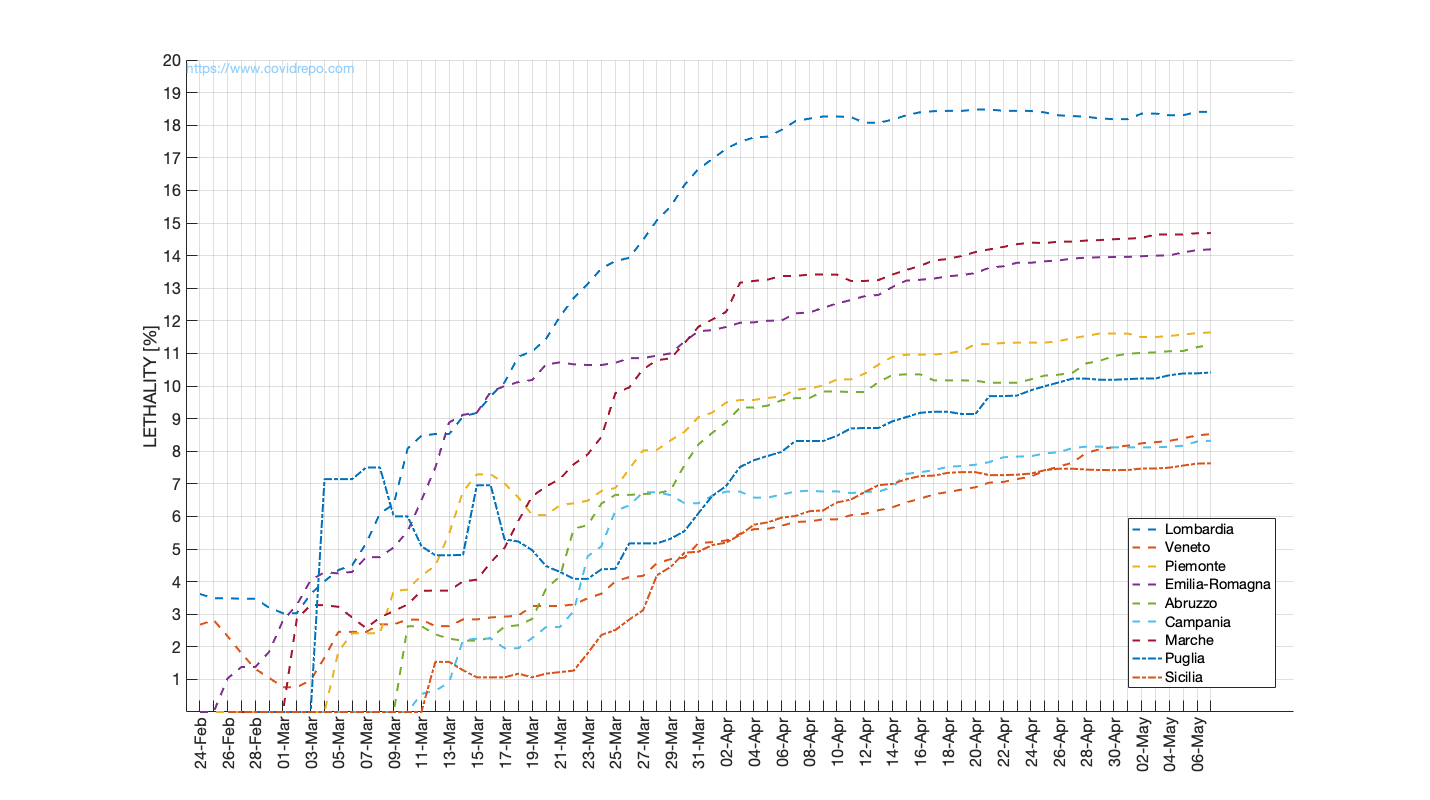 https://www.covidrepo.com
LETHALITY [%]
20
19
18
17
16
15
14
13
12
11
10
9
8
7
6
5
4
3
2
1
24-Feb
26-Feb
28-Feb
01-Mar
03-Mar
05-Mar
07-Mar
09-Mar
11-Mar
13-Mar
15-Mar
17-Mar
19-Mar
21-Mar
23-Mar
25-Mar
27-Mar
29-Mar
31-Mar
02-Apr
04-Apr
06-Apr
08-Apr
10-Apr
12-Apr
14-Apr
16-Apr
18-Apr
20-Apr
22-Apr
24-Apr
26-Apr
28-Apr
30-Apr
02-May
04-May
06-May
Lombardia
Veneto
Piemonte
Emilia-Romagna
Abruzzo
Campania
Marche
Puglia
Sicilia